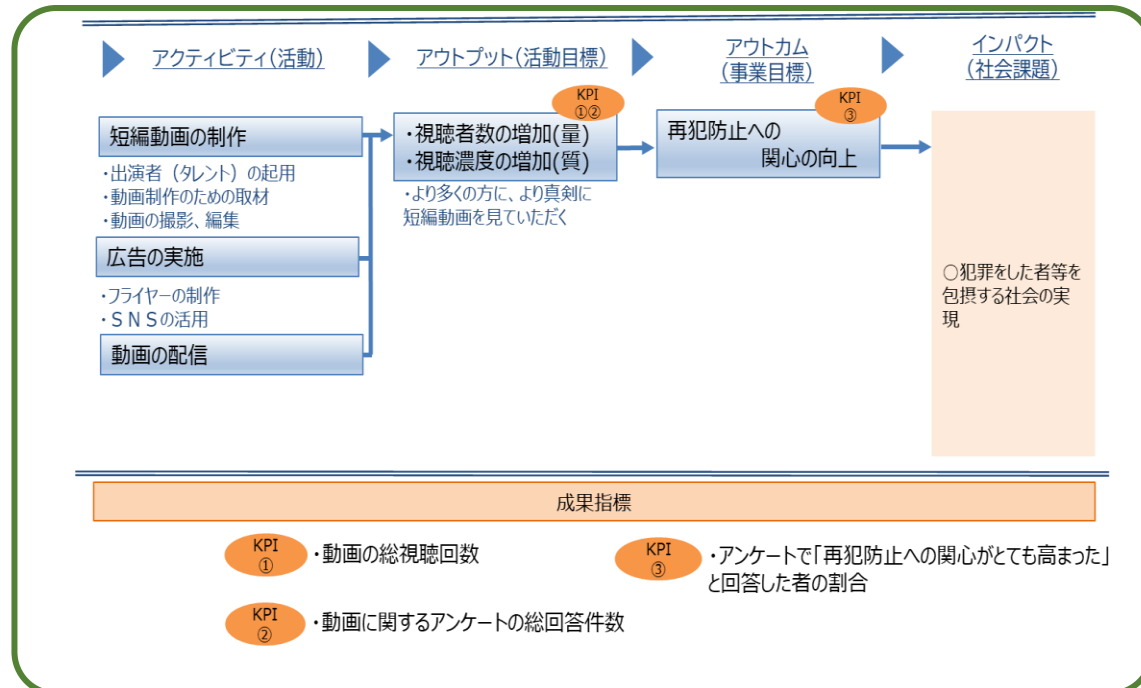 アクティビティ(活動)
アウトプット(活動目標)
アウトカム
(事業目標)
インパクト
(社会課題)
短編動画の制作
・出演者（タレント）の起用
・動画制作のための取材
・動画の撮影、編集
広告の実施
・フライヤーの制作
・ＳＮＳの活用
動画の配信
KPI
①②
・視聴者数の増加(量)
・視聴濃度の増加(質)
・より多くの方に、より真剣に
短編動画を見ていただく
KPI
③
再犯防止への
関心の向上
○犯罪をした者等を
包摂する社会の実
現
成果指標
KPI
①
・動画の総視聴回数
KPI
②
・動画に関するアンケートの総回答件数
KPI
③
・アンケートで「再犯防止への関心がとても高まった」
と回答した者の割合